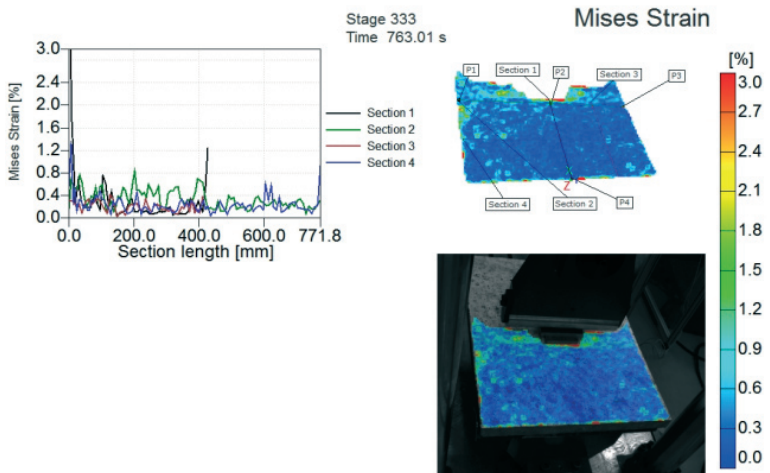 Stage 333
Time 763.01 s
Mises Strain
Mises Strain [%]
3.0
2.8
2.4
2.0
1.6
1.2
0.8
0.4
0.0
0.0 200.0 400.0 600.0 771.8
Section length [mm]
Section 1
Section 2
Section 3
Section 4
P1
Section 1
P2
Section 3
P3
Section 4
Section 2
P4
Z
[%]
3.0
2.7
2.4
2.1
1.8
1.5
1.2
0.9
0.6
0.3
0.0